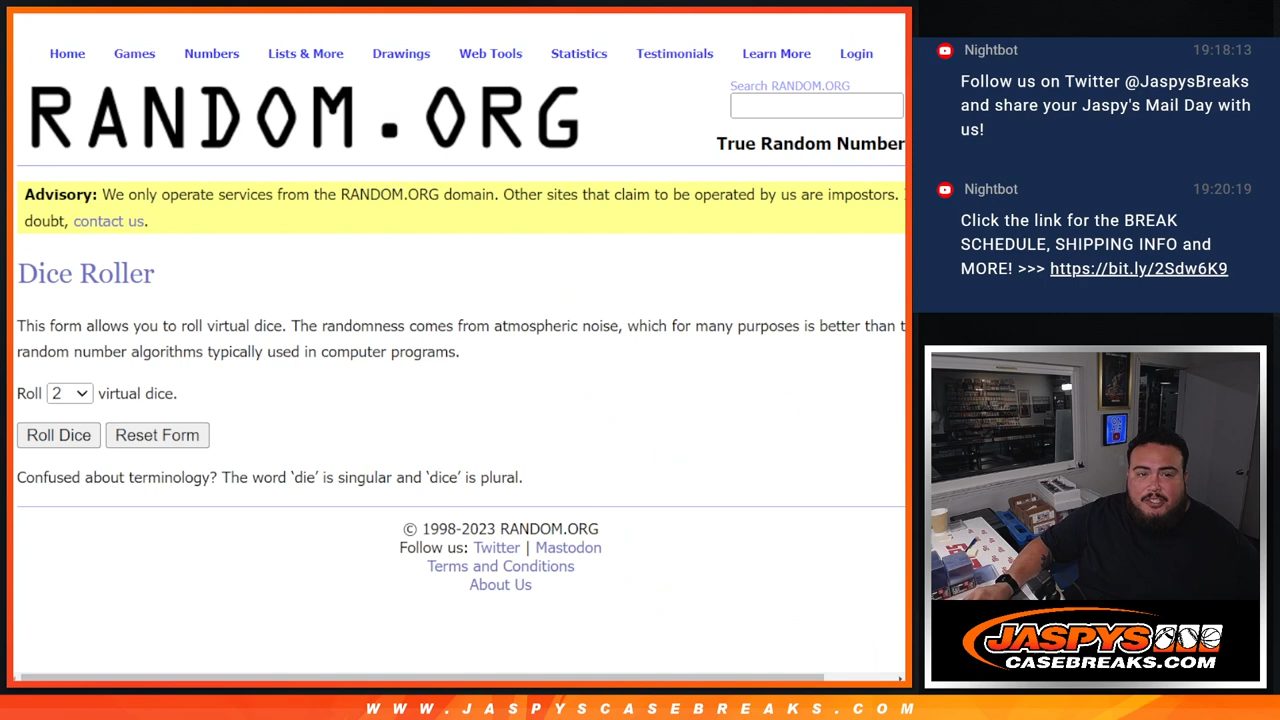 Home Games Numbers Lists & More Drawings Web Tools Statistics Testimonials Learn More Login
RANDOM.ORG
Search RANDOM.ORG
True Random Number
Advisory: We only operate services from the RANDOM.ORG domain. Other sites that claim to be operated by us are impostors.
doubt, contact us.
Dice Roller
This form allows you to roll virtual dice. The randomness comes from atmospheric noise, which for many purposes is better than t
random number algorithms typically used in computer programs.
Roll 2 virtual dice.
Roll Dice Reset Form
Confused about terminology? The word ‘die’ is singular and ‘dice’ is plural.
© 1998-2023 RANDOM.ORG
Follow us: Twitter | Mastodon
Terms and Conditions
About Us
Nightbot 19:18:13
Follow us on Twitter @JaspysBreaks
and share your Jaspy's Mail Day with
us!
Nightbot 19:20:19
Click the link for the BREAK
SCHEDULE, SHIPPING INFO and
MORE! >>> https://bit.ly/2Sdw6K9
JASPYS
CASEBREAKS.COM
WWW.JASPYSCASEBREAKS.COM